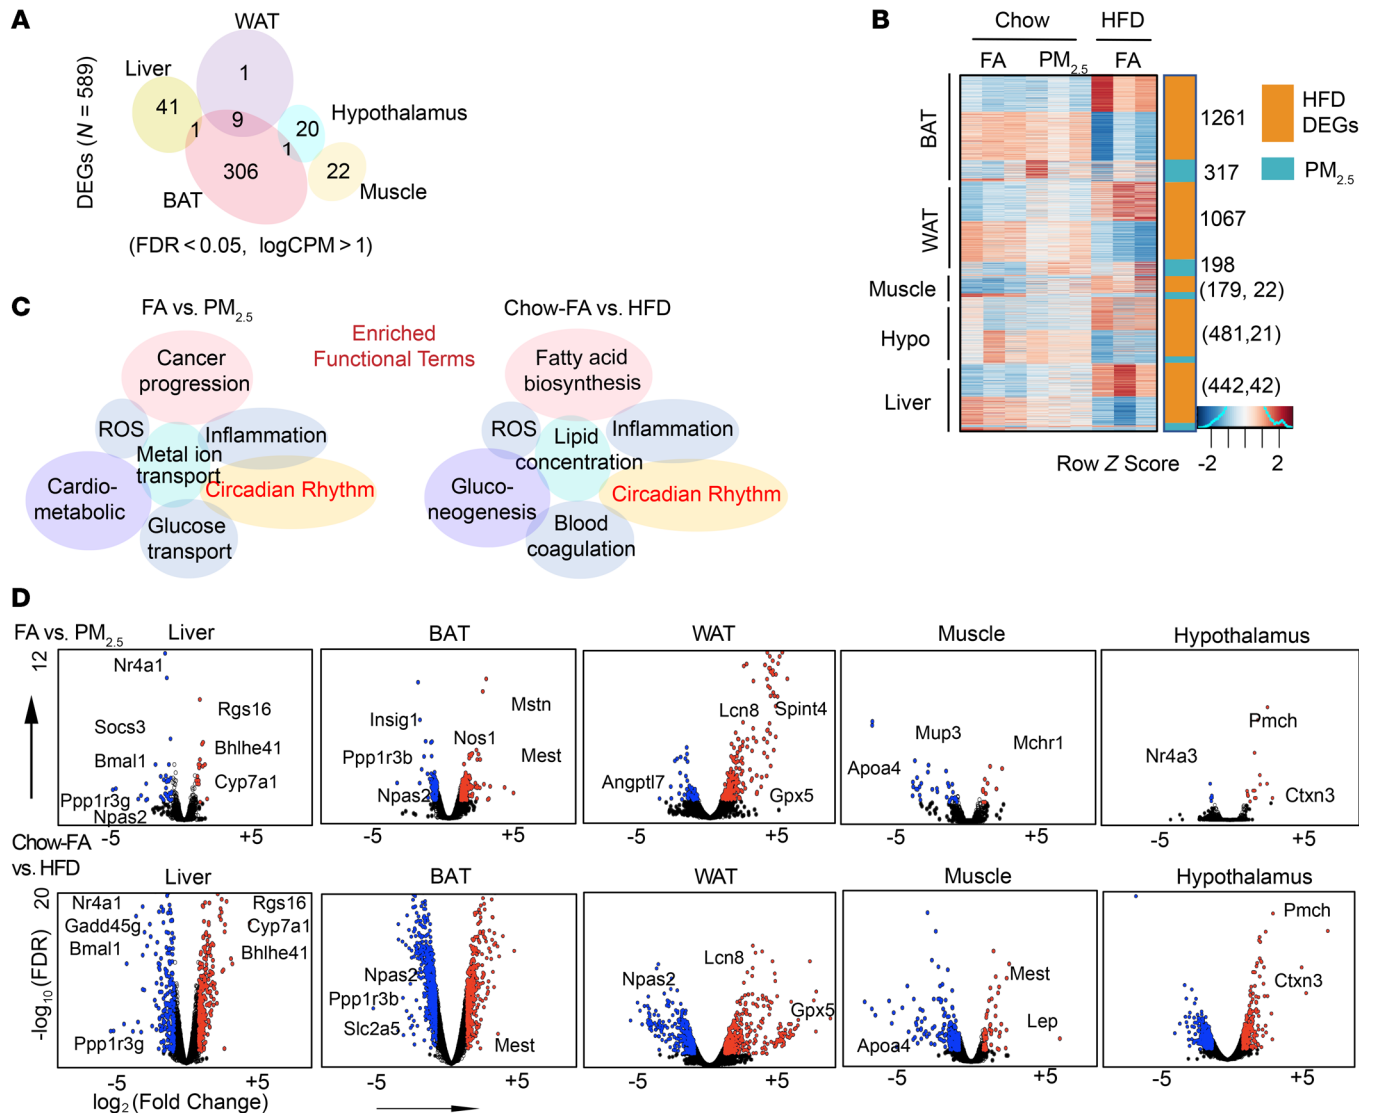 A
WAT
Liver
1
41
9
1
20
Hypothalamus
1
306
22
BAT
Muscle
DEGs (N = 589)
(FDR < 0.05, logCPM > 1)
B
Chow
HFD
FA
PM2.5
FA
BAT
WAT
Muscle
Hypo
Liver
1261
317
1067
198
(179, 22)
(481,21)
(442,42)
HFD
DEGs
PM2.5
Row Z Score
-2
2
C
FA vs. PM2.5
Enriched
Functional Terms
Chow-FA vs. HFD
Cancer
progression
ROS
Inflammation
Metal ion
transport
Circadian Rhythm
Cardio-
metabolic
Glucose
transport
Fatty acid
biosynthesis
ROS
Inflammation
Lipid
concentration
Circadian Rhythm
Gluco-
neogenesis
Blood
coagulation
D
FA vs. PM2.5
Liver
BAT
WAT
Muscle
Hypothalamus
12
Nr4a1
Rgs16
Socs3
Bhlhe41
Bmal1
Cyp7a1
Ppp1r3g
Npas2
-5
+5
Mstn
Insig1
Nos1
Ppp1r3b
Mest
Npas2
-5
+5
Lcn8
Spint4
Angptl7
Gpx5
-5
+5
Mup3
Mchr1
Apoa4
-5
+5
Pmch
Nr4a3
Ctxn3
-5
+5
Chow-FA
vs. HFD
Liver
BAT
WAT
Muscle
Hypothalamus
20
-log10 (FDR)
Nr4a1
Rgs16
Gadd45g
Cyp7a1
Bmal1
Bhlhe41
Ppp1r3g
-5
+5
Npas2
Ppp1r3b
Slc2a5
Mest
-5
+5
Lcn8
Npas2
Gpx5
-5
+5
Mest
Lep
Apoa4
-5
+5
Pmch
Ctxn3
-5
+5
log2 (Fold Change)